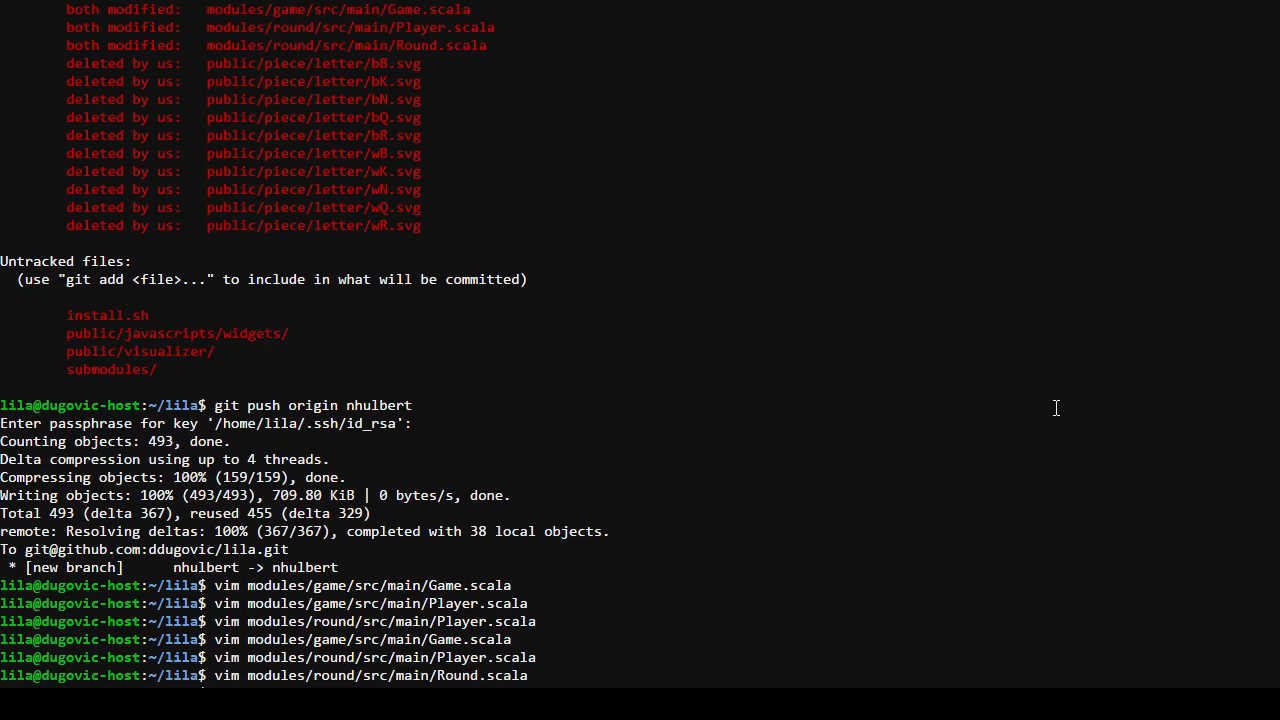 both modified:   modules/game/src/main/Game.scala
both modified:   modules/round/src/main/Player.scala
both modified:   modules/round/src/main/Round.scala
deleted by us:   public/piece/letter/bB.svg
deleted by us:   public/piece/letter/bK.svg
deleted by us:   public/piece/letter/bN.svg
deleted by us:   public/piece/letter/bQ.svg
deleted by us:   public/piece/letter/bR.svg
deleted by us:   public/piece/letter/wB.svg
deleted by us:   public/piece/letter/wK.svg
deleted by us:   public/piece/letter/wN.svg
deleted by us:   public/piece/letter/wQ.svg
deleted by us:   public/piece/letter/wR.svg
Untracked files:
(use "git add <file>..." to include in what will be committed)
install.sh
public/javascripts/widgets/
public/visualizer/
submodules/
lila@dugovic-host:~/lila$ git push origin nhulbert
Enter passphrase for key '/home/lila/.ssh/id_rsa':
Counting objects: 493, done.
Delta compression using up to 4 threads.
Compressing objects: 100% (159/159), done.
Writing objects: 100% (493/493), 709.80 KiB | 0 bytes/s, done.
Total 493 (delta 367), reused 455 (delta 329)
remote: Resolving deltas: 100% (367/367), completed with 38 local objects.
To git@github.com:ddugovic/lila.git
* [new branch]      nhulbert -> nhulbert
lila@dugovic-host:~/lila$ vim modules/game/src/main/Game.scala
lila@dugovic-host:~/lila$ vim modules/game/src/main/Player.scala
lila@dugovic-host:~/lila$ vim modules/round/src/main/Player.scala
lila@dugovic-host:~/lila$ vim modules/game/src/main/Game.scala
lila@dugovic-host:~/lila$ vim modules/round/src/main/Player.scala
lila@dugovic-host:~/lila$ vim modules/round/src/main/Round.scala